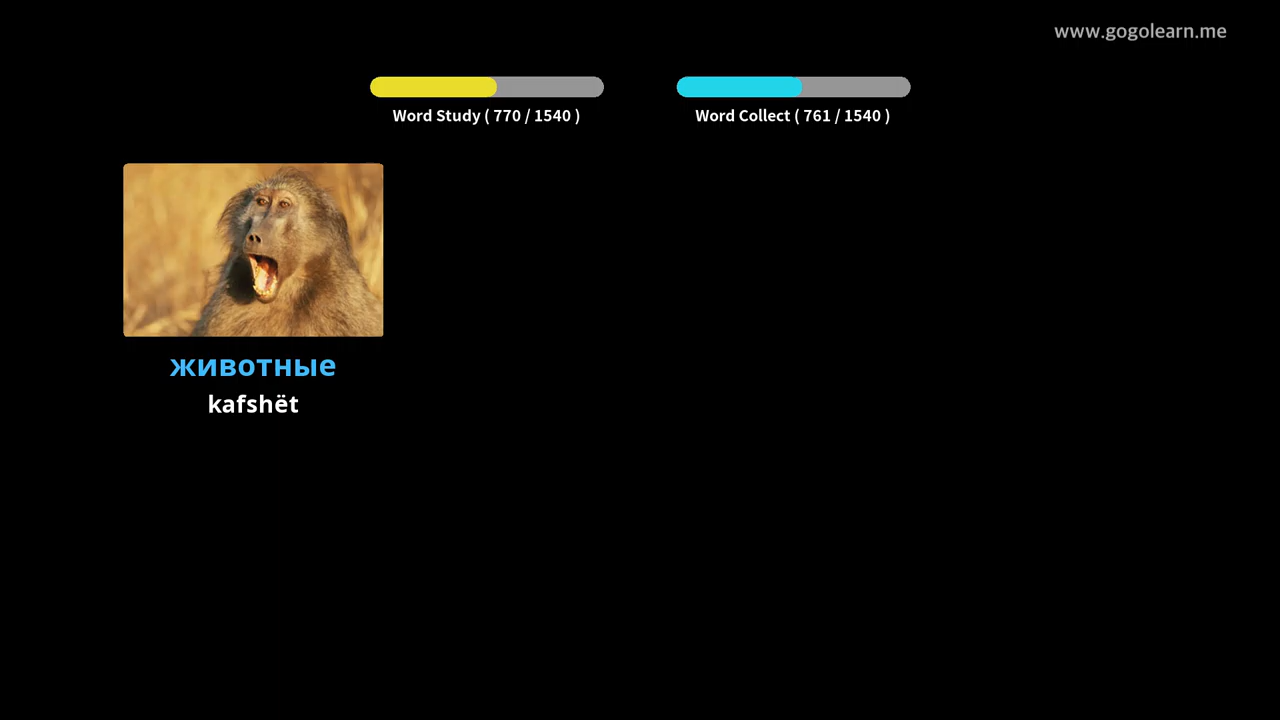 www.gogolearn.me
Word Study ( 770 / 1540 )
Word Collect ( 761 / 1540 )
животные
kafshët